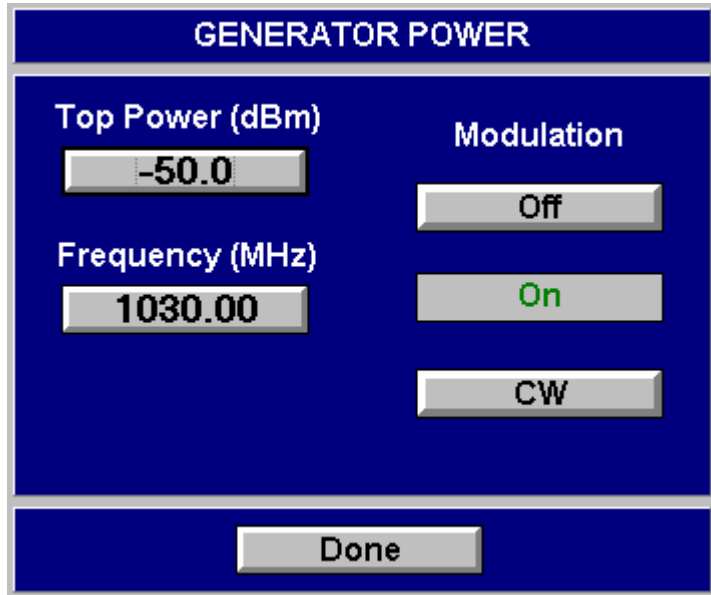 GENERATOR POWER
Top Power (dBm)
-50.0
Frequency (MHz)
1030.00
Modulation
Off
On
CW
Done